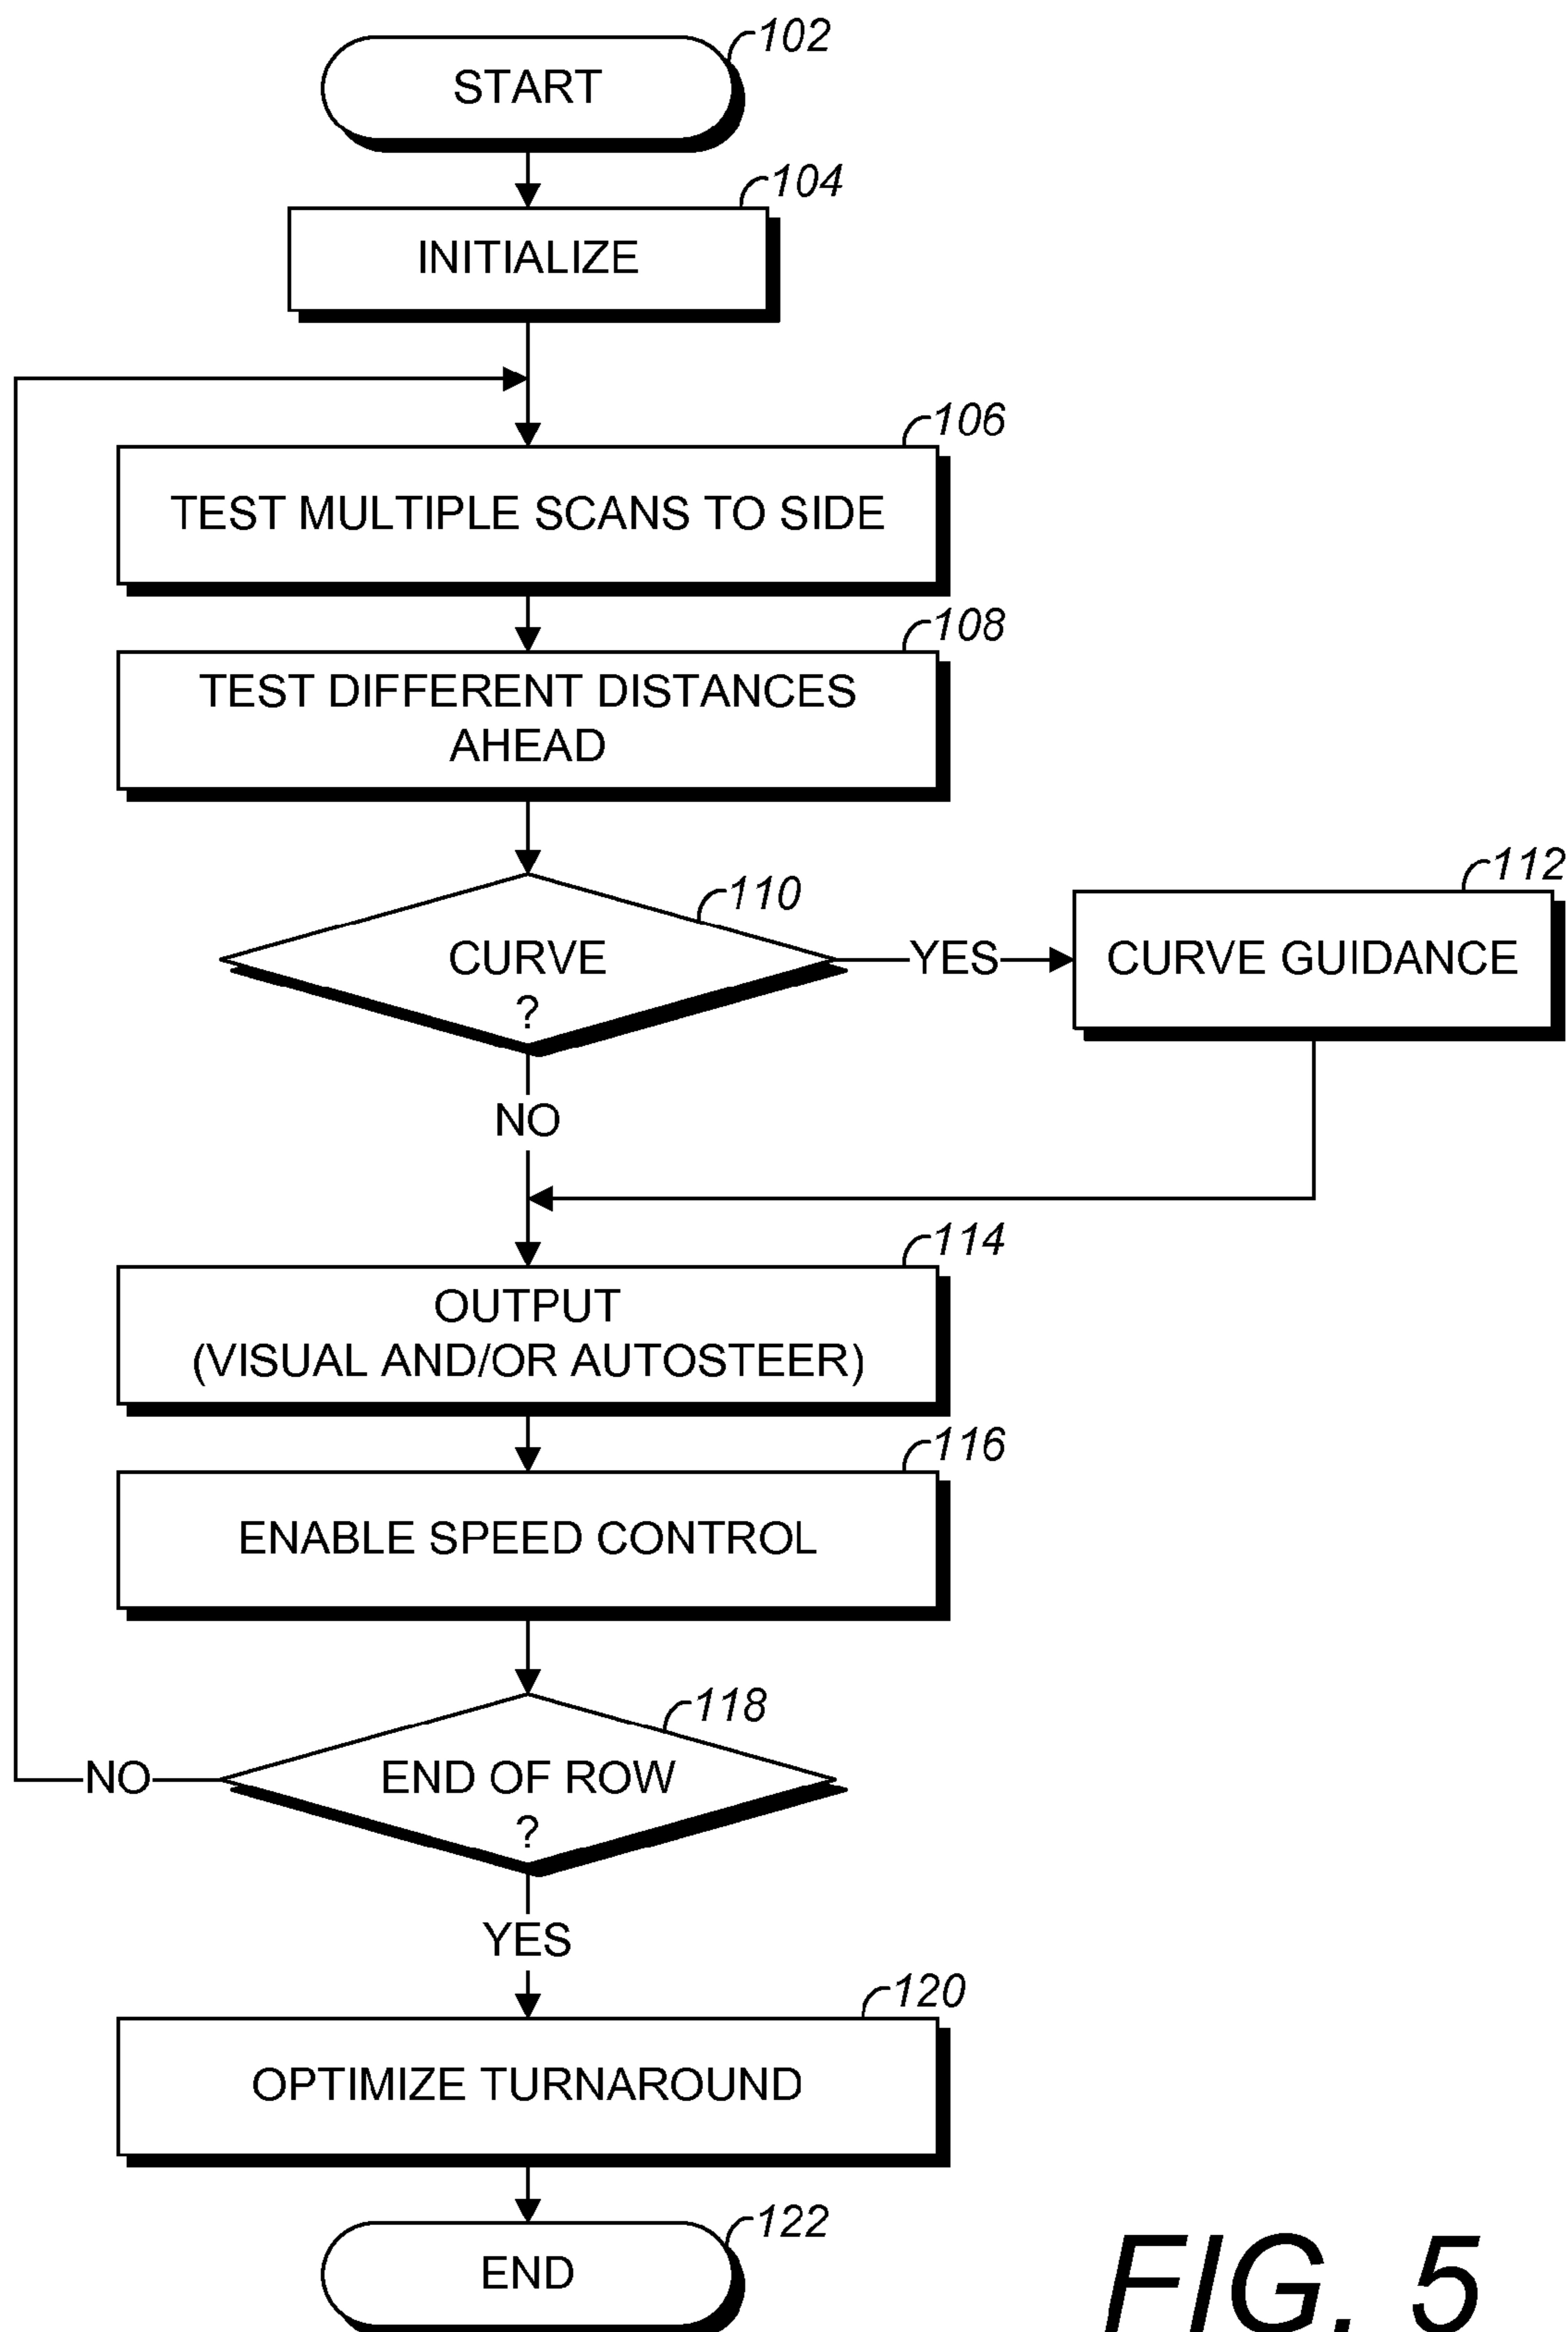 102
START
104
INITIALIZE
106
TEST MULTIPLE SCANS TO SIDE
108
TEST DIFFERENT DISTANCES
AHEAD
110
CURVE
?
YES
112
CURVE GUIDANCE
NO
114
OUTPUT
(VISUAL AND/OR AUTOSTEER)
116
ENABLE SPEED CONTROL
118
END OF ROW
?
NO
YES
120
OPTIMIZE TURNAROUND
122
END
FIG. 5